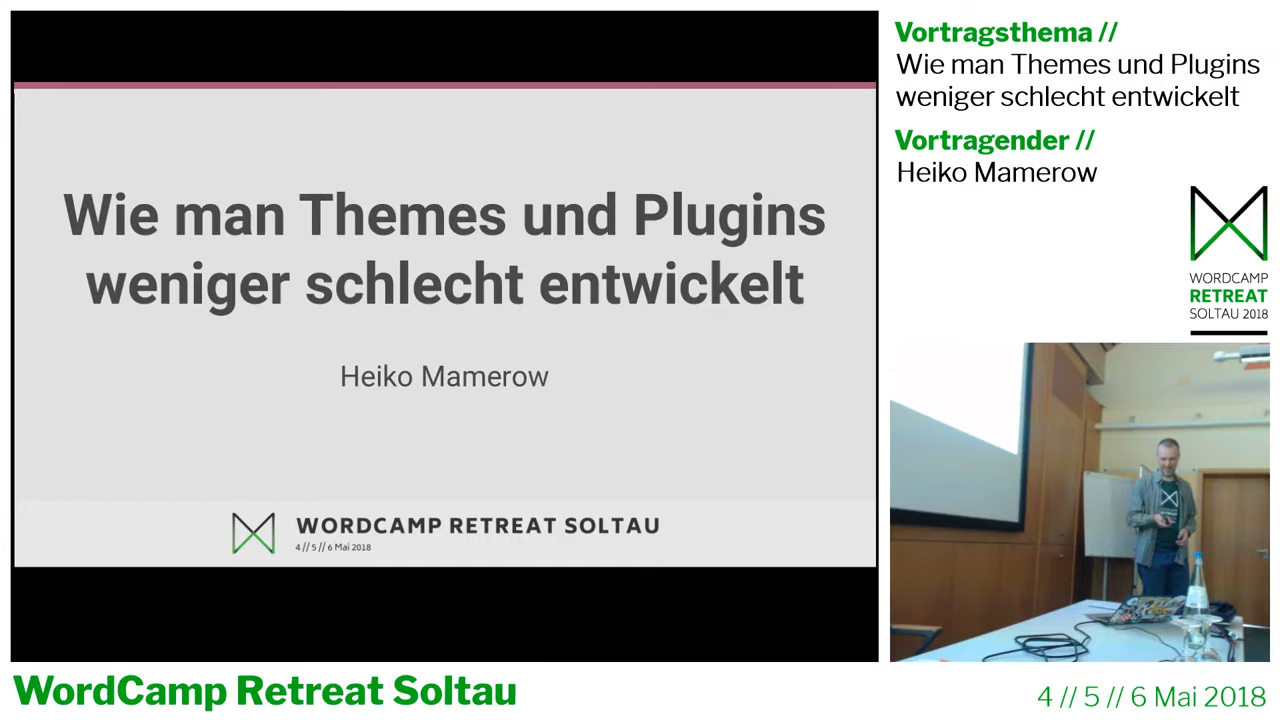 Wie man Themes und Plugins
weniger schlecht entwickelt
Heiko Mamerow
WORDCAMP RETREAT SOLTAU
4 // 5 // 6 Mai 2018
Vortragsthema //
Wie man Themes und Plugins
weniger schlecht entwickelt
Vortragender //
Heiko Mamerow
WORDCAMP
RETREAT
SOLTAU 2018
WordCamp Retreat Soltau
4 // 5 // 6 Mai 2018